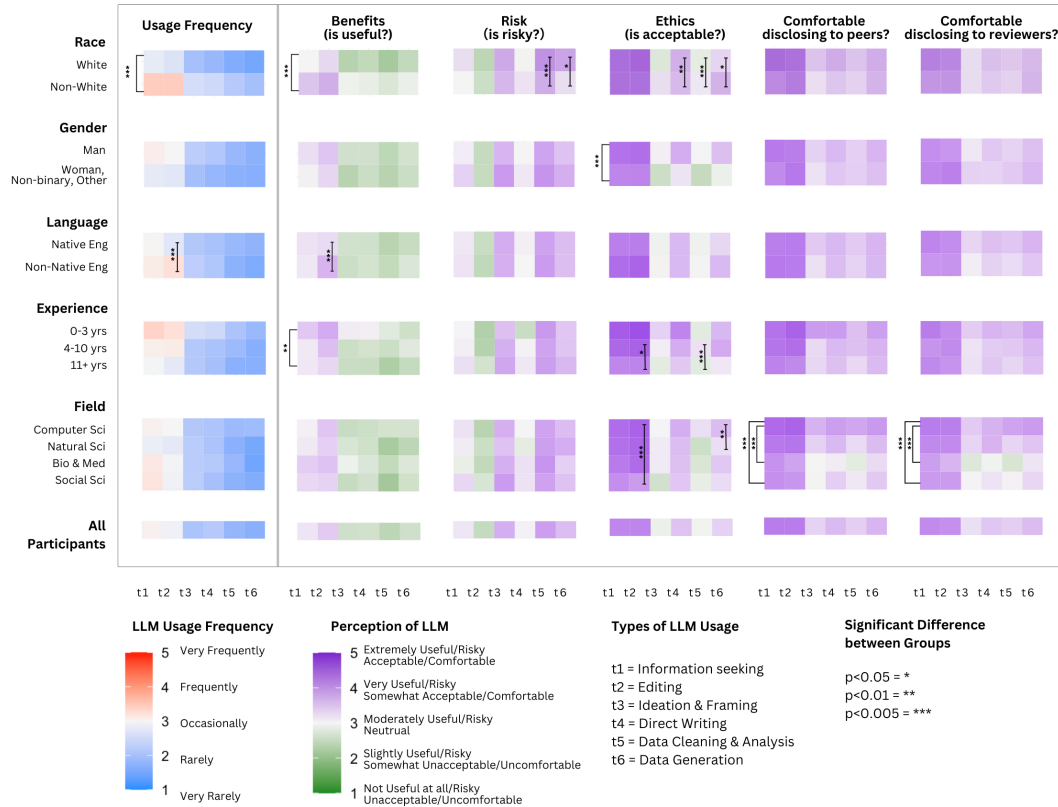 Usage Frequency
Benefits
(is useful?)
Risk
(is risky?)
Ethics
(is acceptable?)
Comfortable
disclosing to peers?
Comfortable
disclosing to reviewers?
Race
White
Non-White
***
***
***
*
**
***
*
Gender
Man
Woman,
Non-binary, Other
***
Language
Native Eng
Non-Native Eng
***
***
Experience
0-3 yrs
4-10 yrs
11+ yrs
**
*
***
Field
Computer Sci
Natural Sci
Bio & Med
Social Sci
***
**
***
***
***
***
All
Participants
t1 t2 t3 t4 t5 t6
t1 t2 t3 t4 t5 t6
t1 t2 t3 t4 t5 t6
t1 t2 t3 t4 t5 t6
t1 t2 t3 t4 t5 t6
t1 t2 t3 t4 t5 t6
LLM Usage Frequency
5 Very Frequently
4 Frequently
3 Occasionally
2 Rarely
1 Very Rarely
Perception of LLM
5 Extremely Useful/Risky
Acceptable/Comfortable
4 Very Useful/Risky
Somewhat Acceptable/Comfortable
3 Moderately Useful/Risky
Neutrual
2 Slightly Useful/Risky
Somewhat Unacceptable/Uncomfortable
1 Not Useful at all/Risky
Unacceptable/Uncomfortable
Types of LLM Usage
t1 = Information seeking
t2 = Editing
t3 = Ideation & Framing
t4 = Direct Writing
t5 = Data Cleaning & Analysis
t6 = Data Generation
Significant Difference
between Groups
p<0.05 = *
p<0.01 = **
p<0.005 = ***